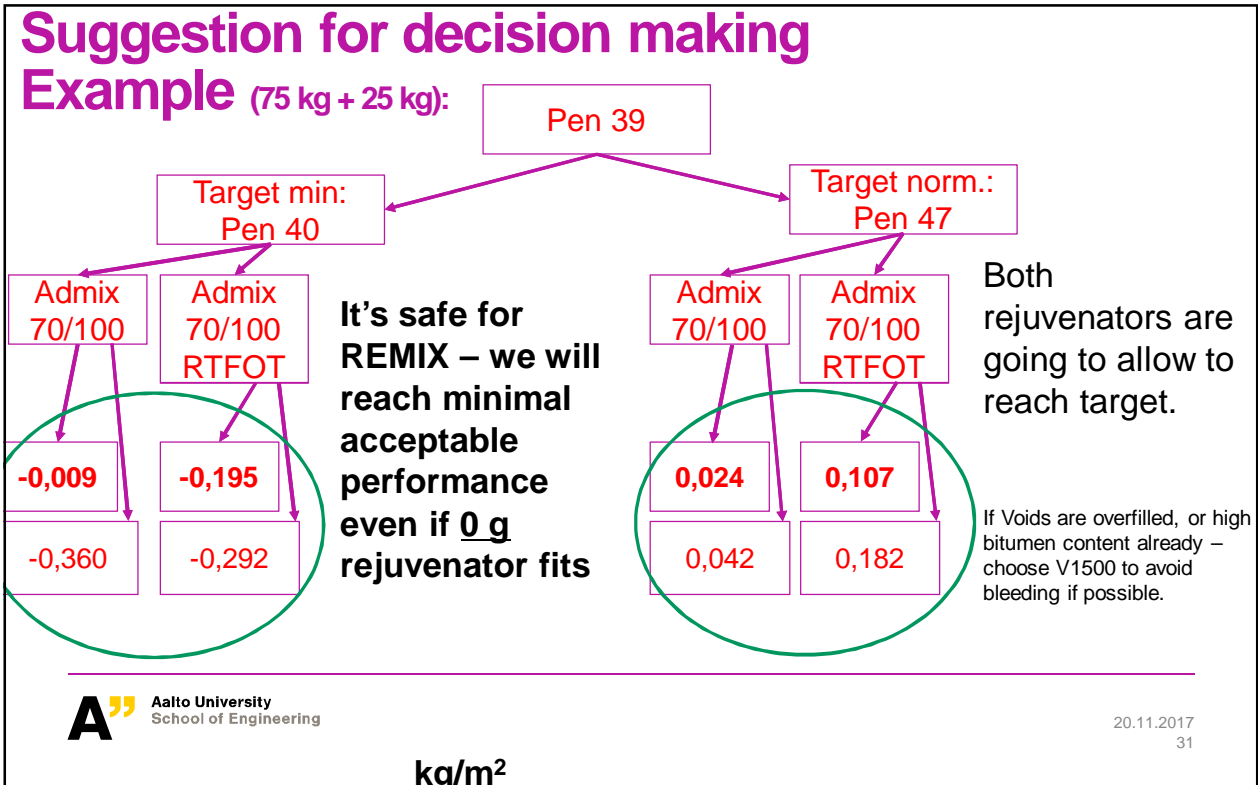 Suggestion for decision making
Example (75 kg + 25 kg):
Pen 39
Target min:
Pen 40
Target norm.:
Pen 47
Admix
70/100
Admix
70/100
RTFOT
It’s safe for
REMIX – we will
reach minimal
acceptable
performance
even if 0 g
rejuvenator fits
Admix
70/100
Admix
70/100
RTFOT
Both
rejuvenators are
going to allow to
reach target.
-0,009
-0,195
-0,360
-0,292
0,024
0,107
0,042
0,182
If Voids are overfilled, or high
bitumen content already –
choose V1500 to avoid
bleeding if possible.
A”
Aalto University
School of Engineering
20.11.2017
31
kg/m²